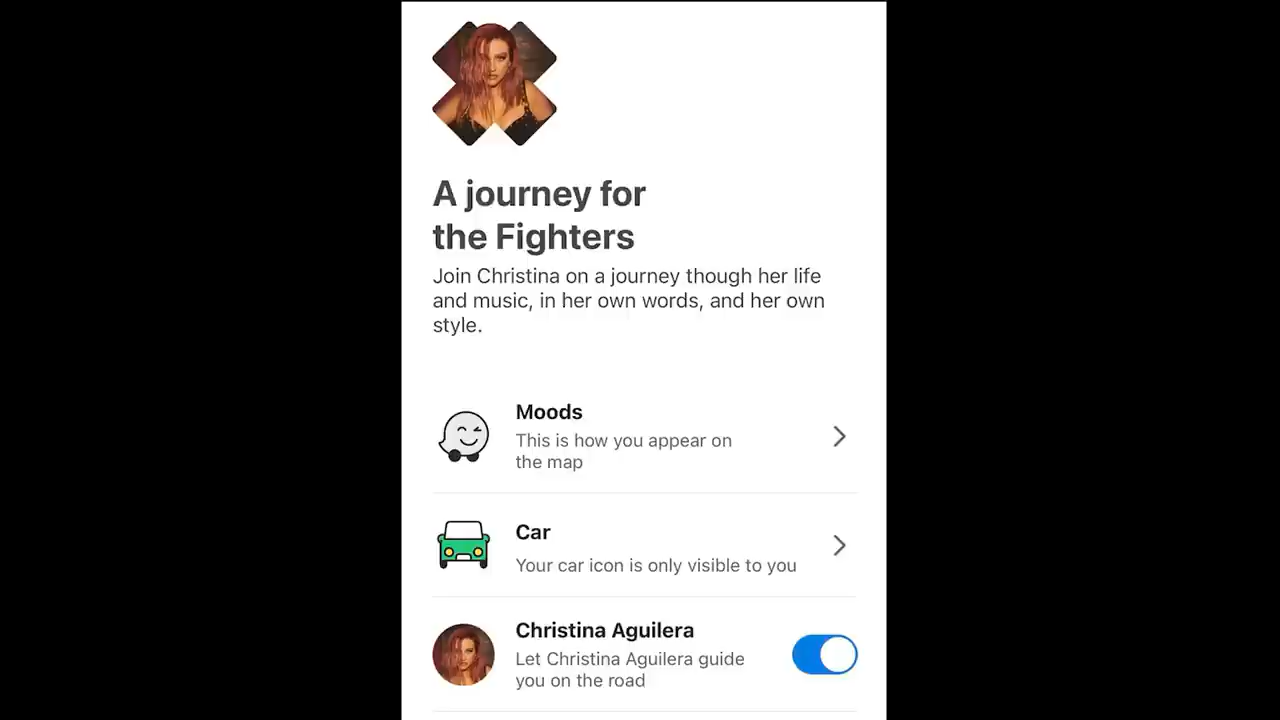 A journey for
the Fighters
Join Christina on a journey though her life
and music, in her own words, and her own
style.
Moods
This is how you appear on
the map
Car
Your car icon is only visible to you
Christina Aguilera
Let Christina Aguilera guide
you on the road